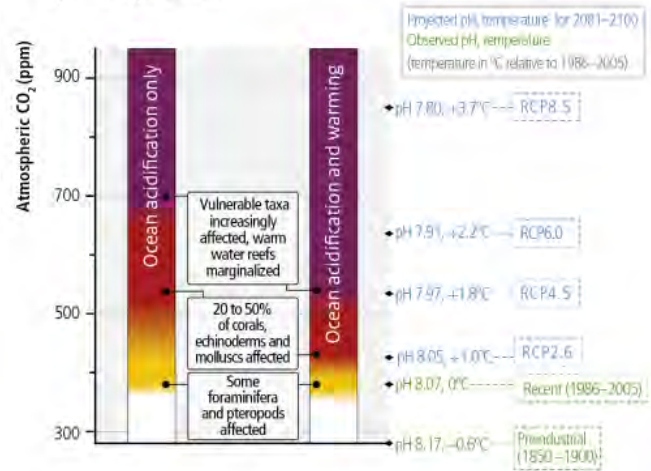 Projected pH, temperature for 2081–2100
Observed pH, temperature
(temperature in °C relative to 1986–2005)
Atmospheric CO2 (ppm)
950
700
500
300
Ocean acidification only
Ocean acidification and warming
Vulnerable taxa
increasingly
affected, warm
water reefs
marginalized
20 to 50%
of corals,
echinoderms and
molluscs affected
Some
foraminifera
and pteropods
affected
pH 7.80, +3.7°C RCP8.5
pH 7.91, +2.2°C RCP6.0
pH 7.97, +1.8°C RCP4.5
pH 8.05, +1.0°C RCP2.6
pH 8.07, 0°C Recent (1986–2005)
pH 8.17, –0.6°C Preindustrial
(1850–1900)